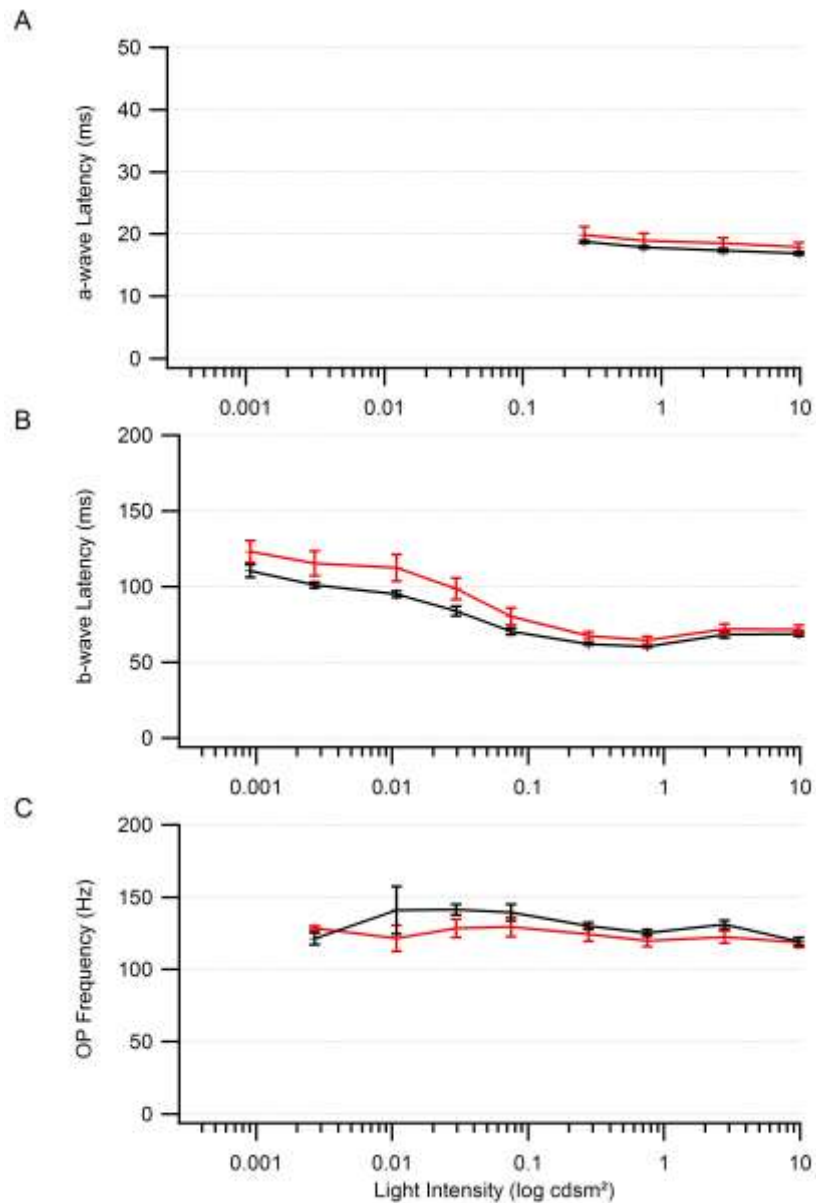 A
50
40
30
20
10
0
a-wave Latency (ms)
0.001 0.01 0.1 1 10
B
200
150
100
50
0
b-wave Latency (ms)
0.001 0.01 0.1 1 10
C
200
150
100
50
0
OP Frequency (Hz)
0.001 0.01 0.1 1 10
Light Intensity (log cdsm²)